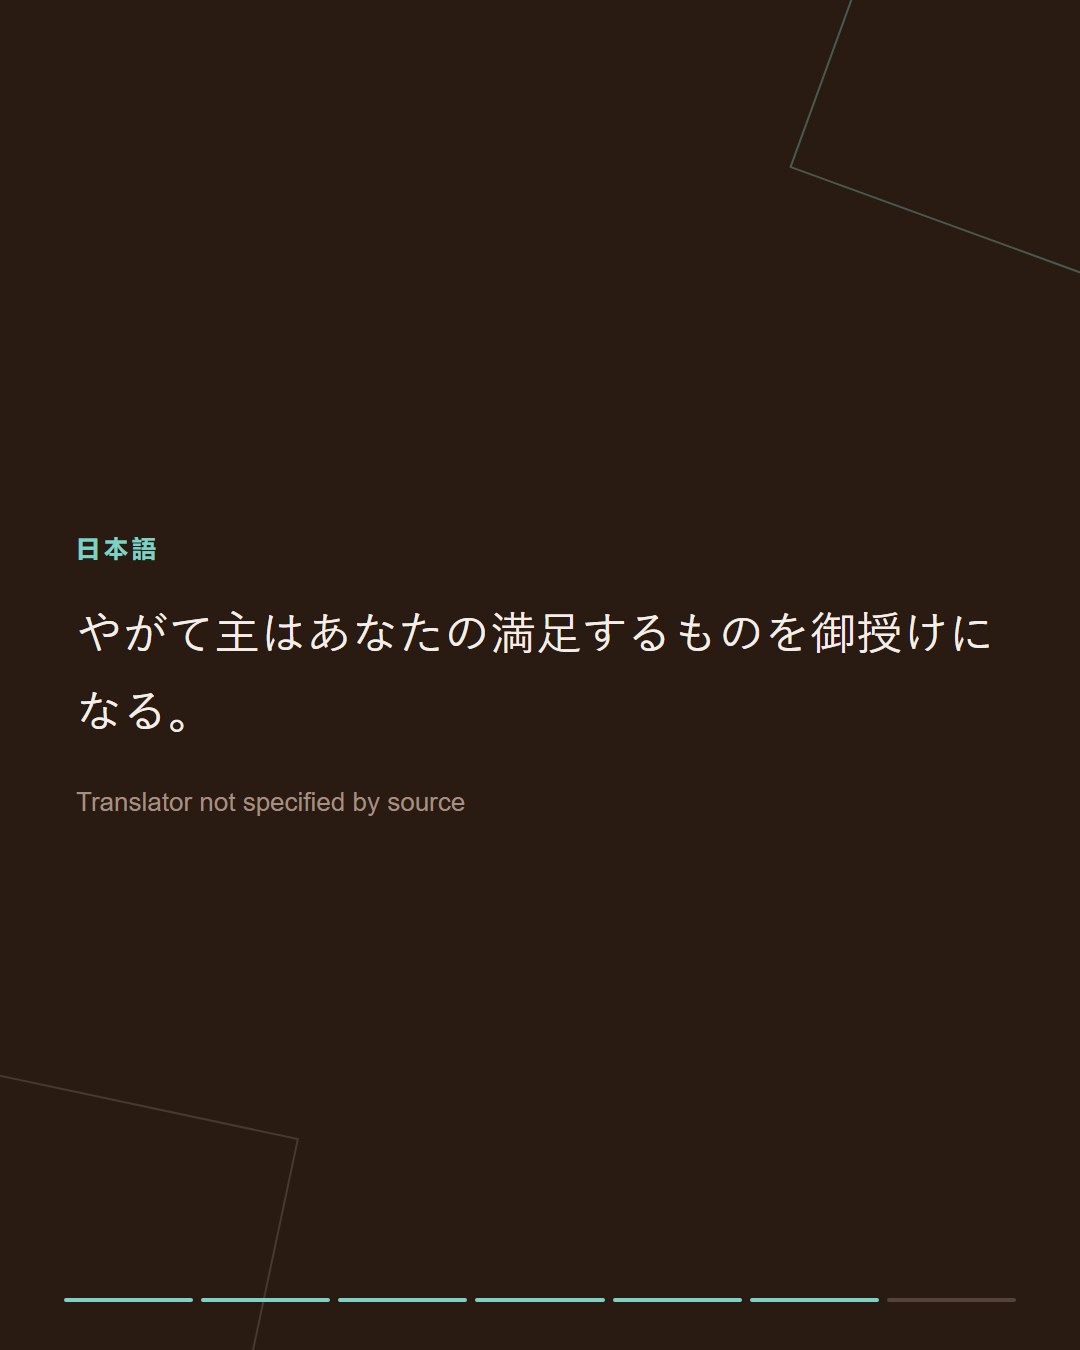 日本語
やがて主はあなたの満足するものを御授けに
なる。
Translator not specified by source